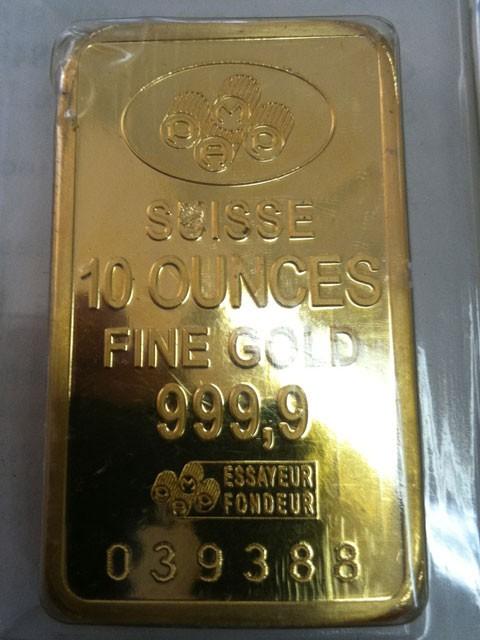 SUISSE
10 OUNCES
FINE GOLD
999,9
ESSAYEUR
FONDEUR
039388